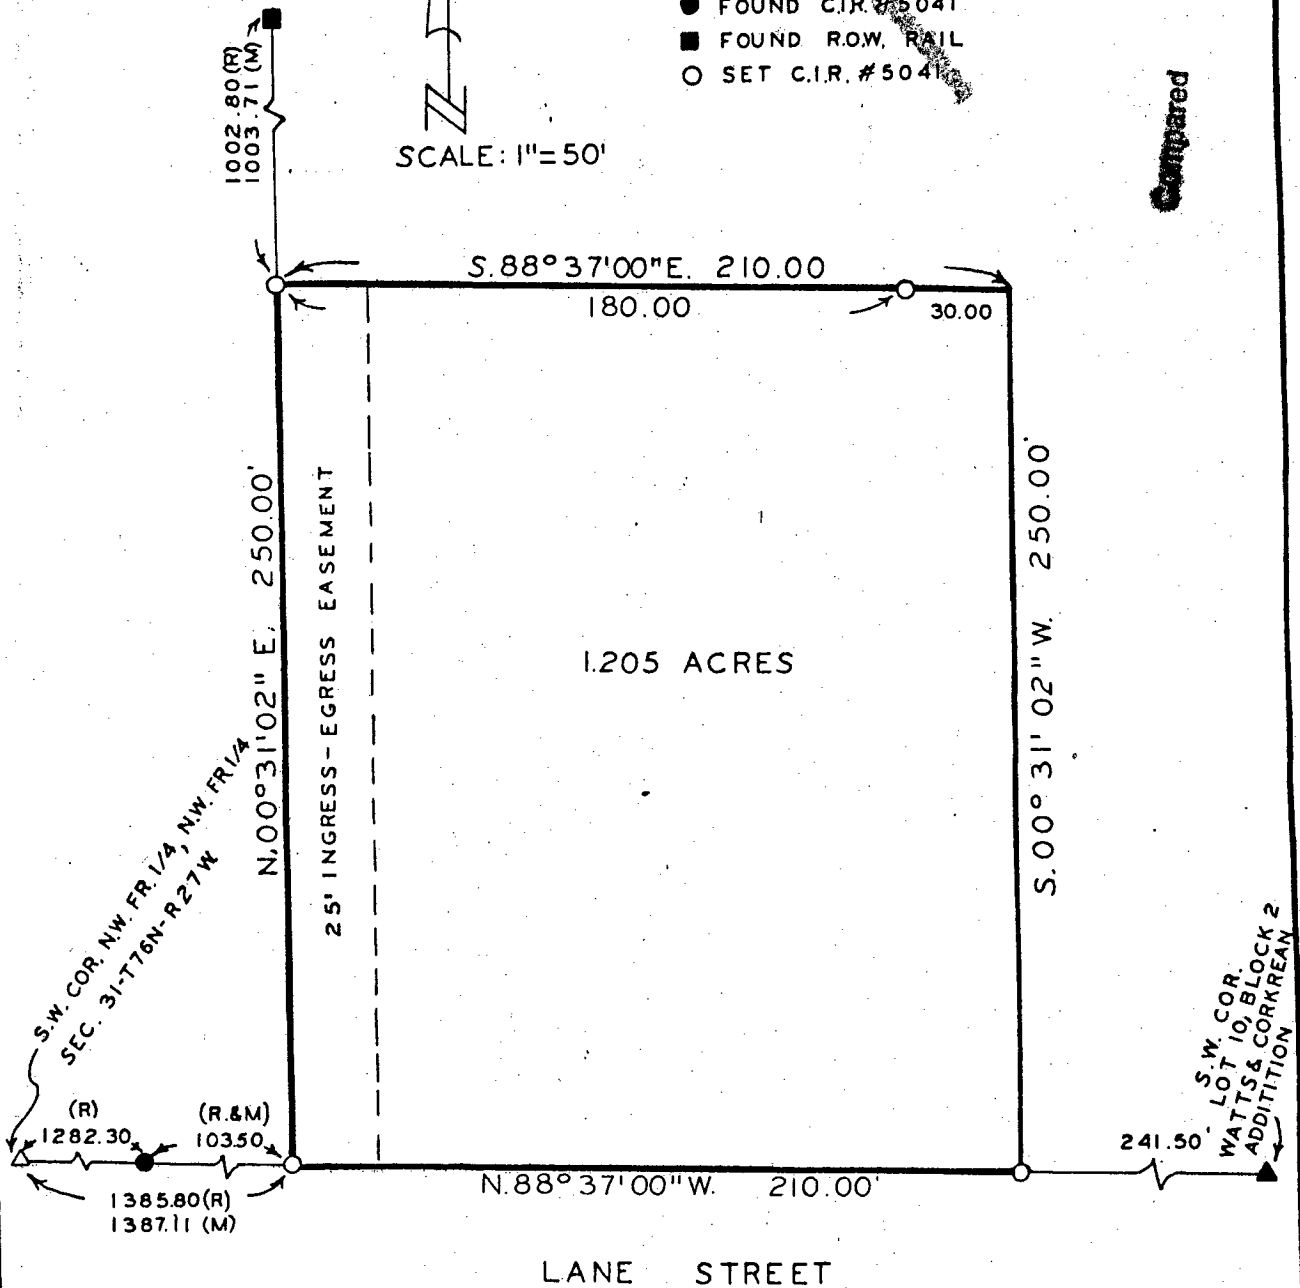 FOUND C.I.R. #5041
FOUND R.O.W. RAIL
SET C.I.R. #5041
1002.80(R)
1003.71(M)
SCALE: 1"=50'
Compared
S.88°37'00"E. 210.00
180.00
30.00
N.00°31'02" E. 250.00'
25' INGRESS-EGRESS EASEMENT
1.205 ACRES
S.00°31'02"W. 250.00'
S.W. COR. N.W. FR. 1/4, N.W. FR 1/4
SEC. 31-T76N-R27W
S.W. COR.
LOT 10, BLOCK 2
WATTS & CORKREAN
ADDITITION
(R)
1282.30
(R.&M)
103.50
241.50'
1385.80(R)
1387.11 (M)
N.88°37'00"W. 210.00'
LANE STREET